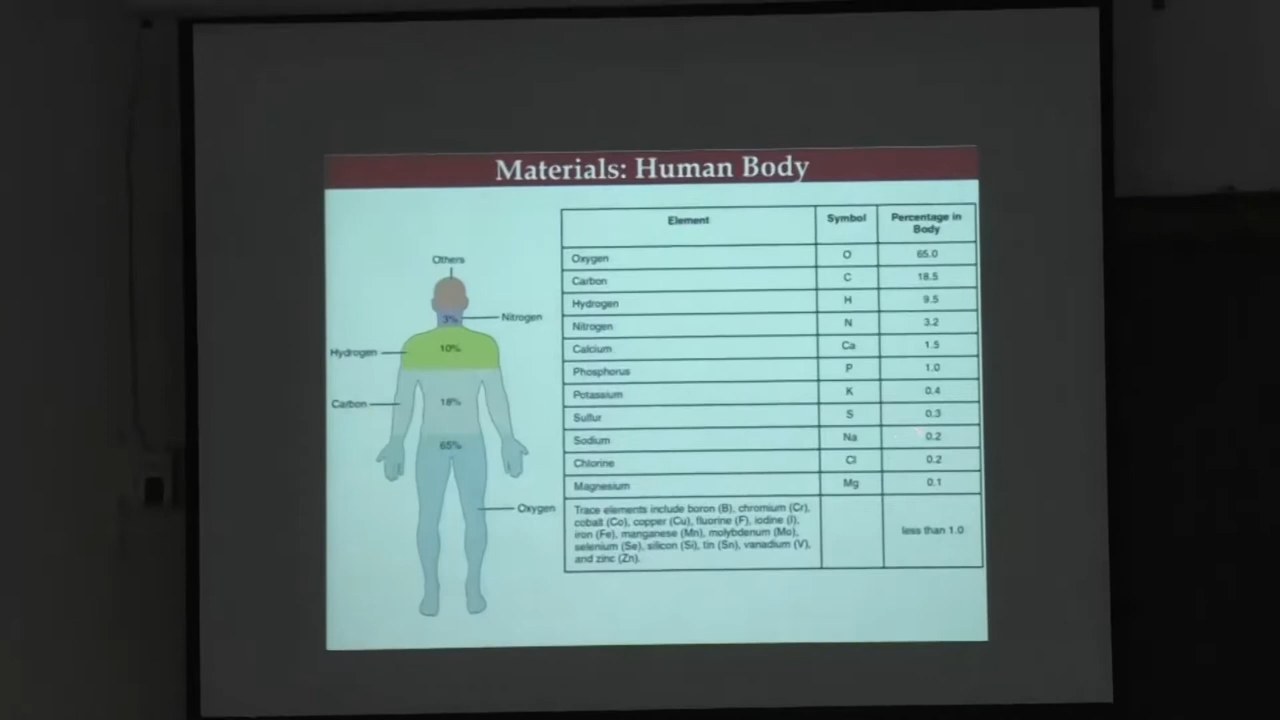 Materials: Human Body
Others
3%
Nitrogen
Hydrogen
10%
Carbon
18%
65%
Oxygen
Element Symbol Percentage in Body
Oxygen O 65.0
Carbon C 18.5
Hydrogen H 9.5
Nitrogen N 3.2
Calcium Ca 1.5
Phosphorus P 1.0
Potassium K 0.4
Sulfur S 0.3
Sodium Na 0.2
Chlorine Cl 0.2
Magnesium Mg 0.1
Trace elements include boron (B), chromium (Cr),
cobalt (Co), copper (Cu), fluorine (F), iodine (I),
iron (Fe), manganese (Mn), molybdenum (Mo),
selenium (Se), silicon (Si), tin (Sn), vanadium (V),
and zinc (Zn).
less than 1.0